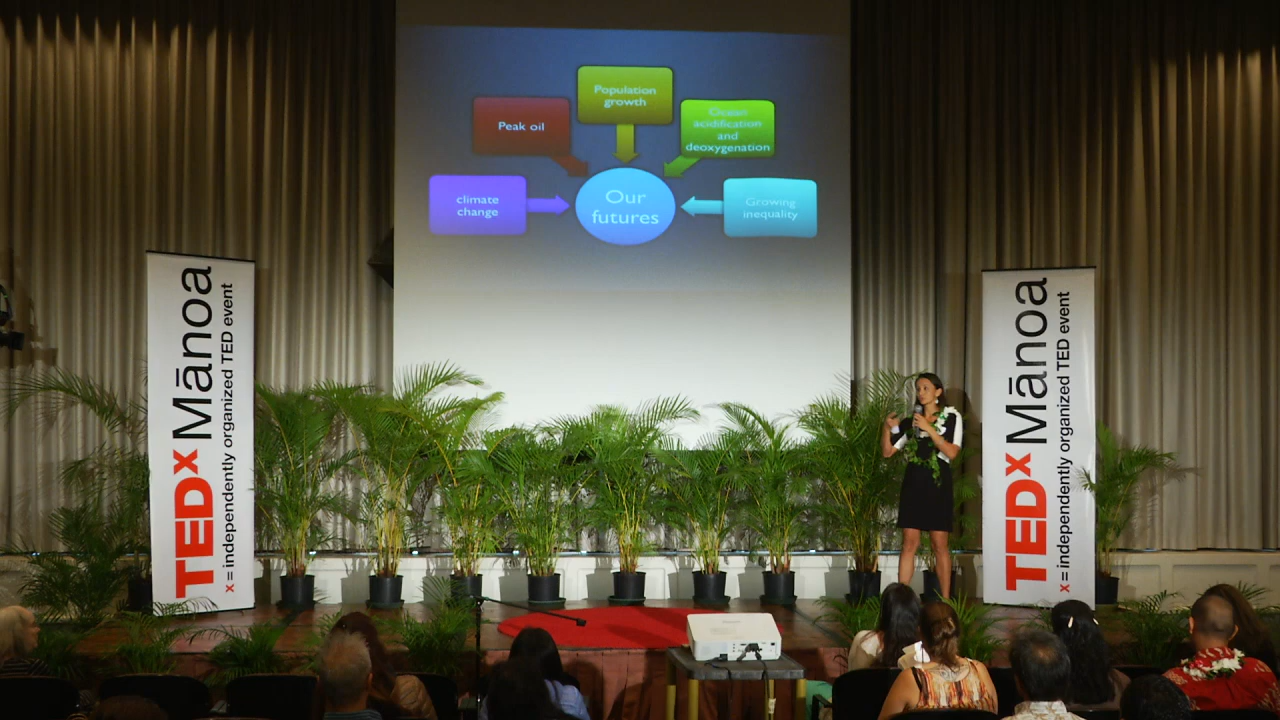 Population
growth
Peak oil
Ocean
acidification
and
deoxygenation
climate
change
Our
futures
Growing
inequality
TEDx Mānoa
x = independently organized TED event
TEDx Mānoa
x = independently organized TED event